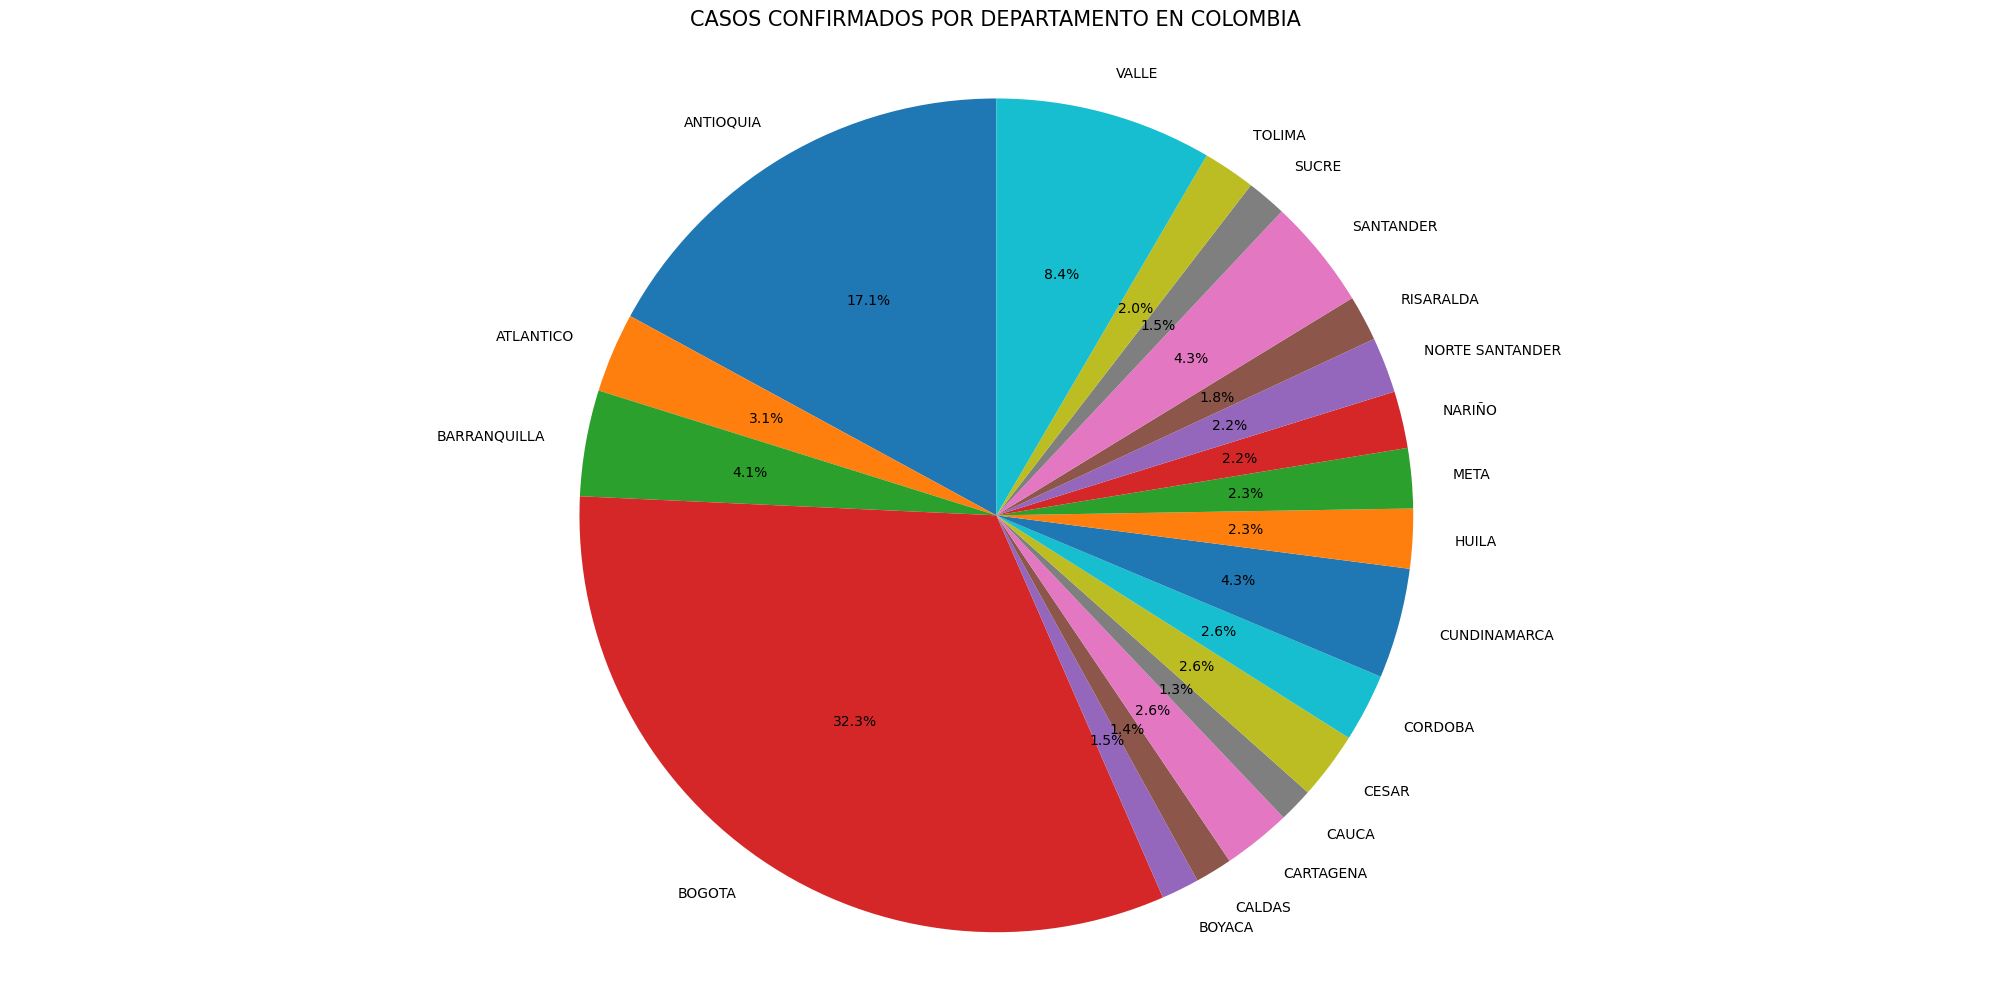 CASOS CONFIRMADOS POR DEPARTAMENTO EN COLOMBIA
VALLE
8.4%
TOLIMA
2.0%
SUCRE
1.5%
SANTANDER
4.3%
RISARALDA
1.8%
NORTE SANTANDER
2.2%
NARIÑO
2.2%
META
2.3%
HUILA
2.3%
CUNDINAMARCA
4.3%
CORDOBA
2.6%
CESAR
2.6%
CAUCA
1.3%
CARTAGENA
2.6%
CALDAS
1.4%
BOYACA
1.5%
BOGOTA
32.3%
BARRANQUILLA
4.1%
ATLANTICO
3.1%
ANTIOQUIA
17.1%